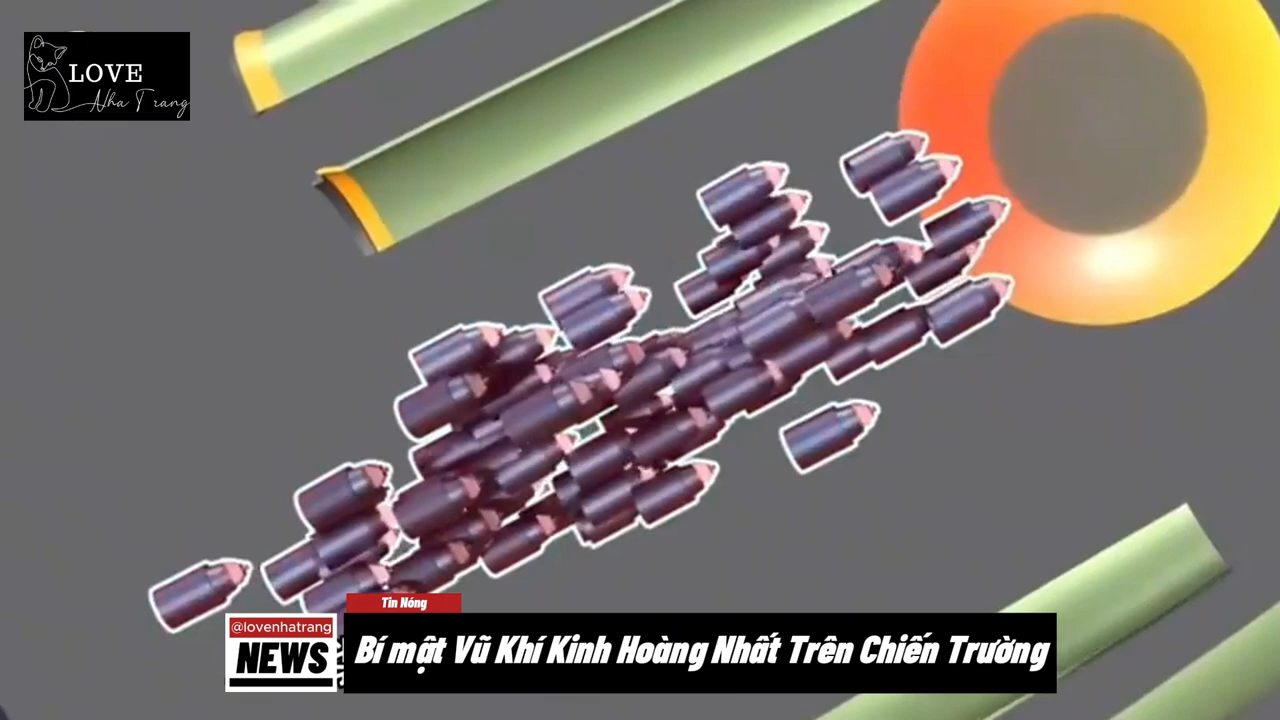 LOVE
Nha Trang
Tin Nóng
@lovenhatrang
NEWS
Bí mật Vũ Khí Kinh Hoàng Nhất Trên Chiến Trường